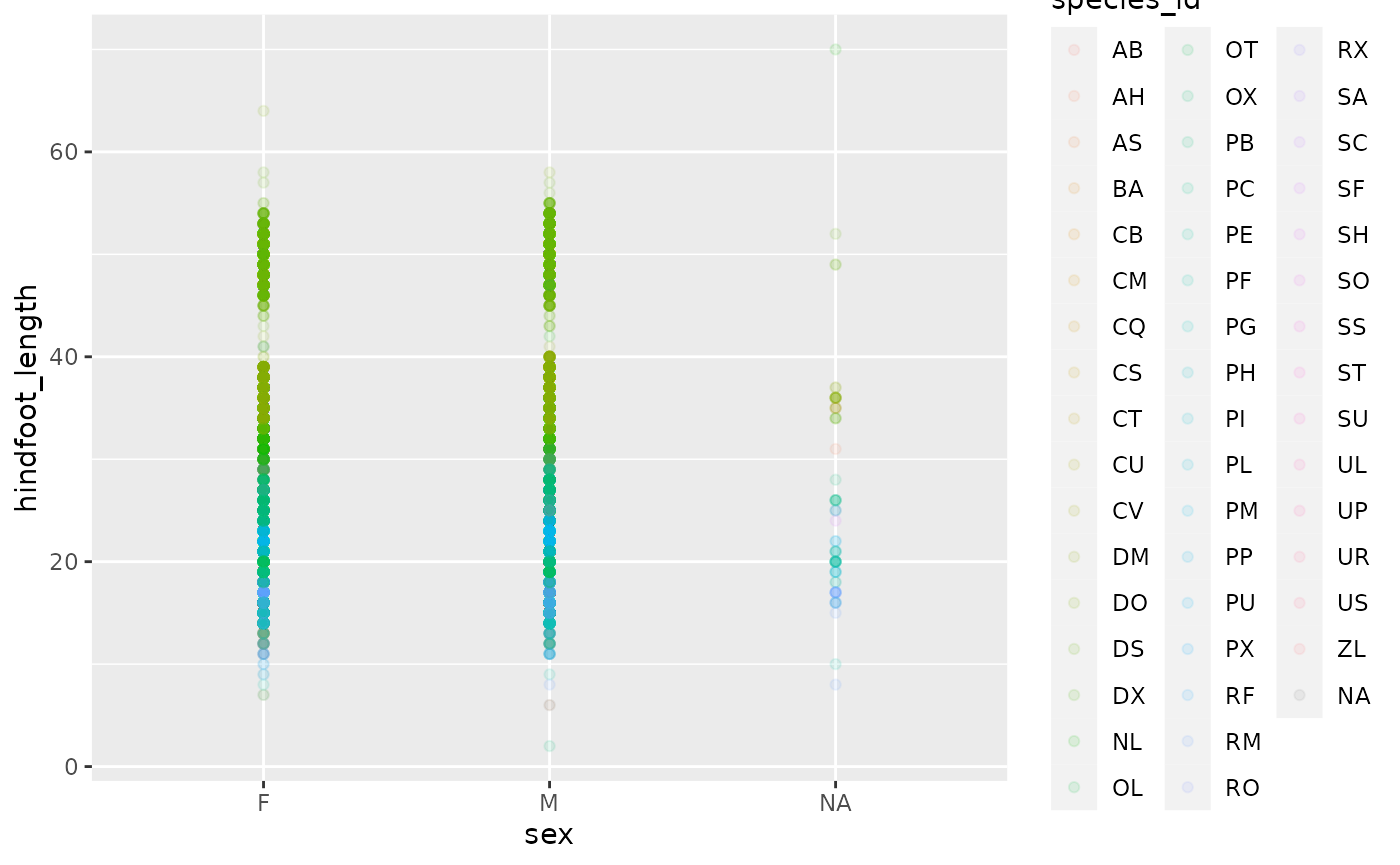 hindfoot_length
60
40
20
0
F M NA
sex
species_id
AB
AH
AS
BA
CB
CM
CQ
CS
CT
CU
CV
DM
DO
DS
DX
NL
OL
OT
OX
PB
PC
PE
PF
PG
PH
PI
PL
PM
PP
PU
PX
RF
RM
RO
RX
SA
SC
SF
SH
SO
SS
ST
SU
UL
UP
UR
US
ZL
NA